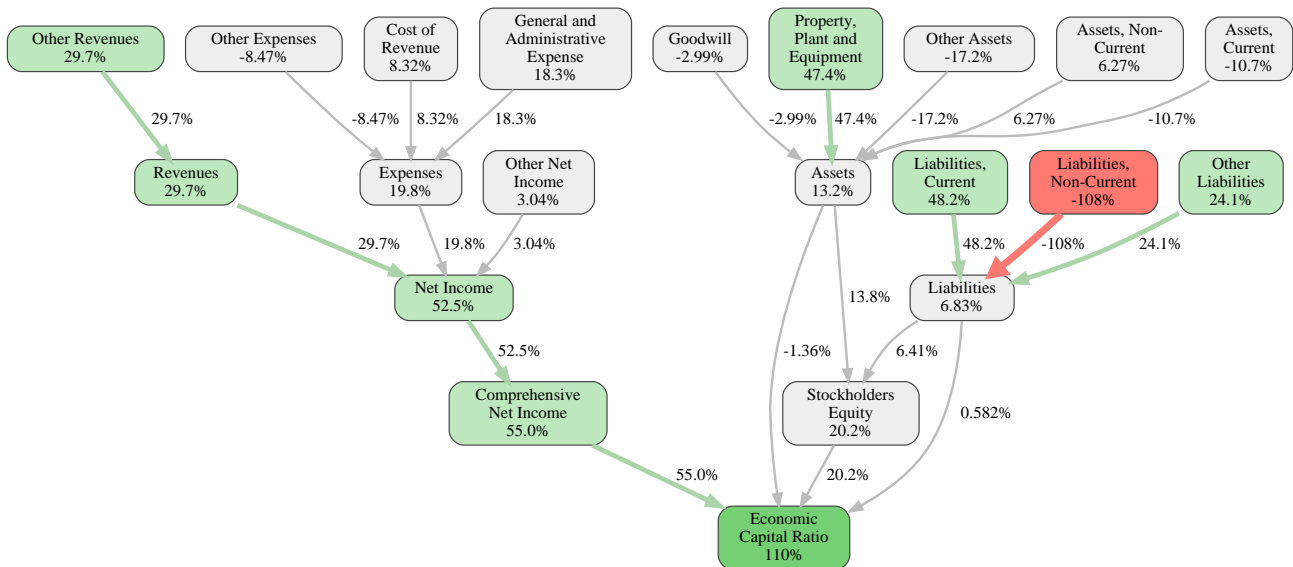 Other Revenues
29.7%
Other Expenses
-8.47%
Cost of
Revenue
8.32%
General and
Administrative
Expense
18.3%
Goodwill
-2.99%
Property,
Plant and
Equipment
47.4%
Other Assets
-17.2%
Assets, Non-
Current
6.27%
Assets,
Current
-10.7%
29.7%
-8.47%
8.32%
18.3%
-2.99%
47.4%
-17.2%
6.27%
-10.7%
Revenues
29.7%
Expenses
19.8%
Other Net
Income
3.04%
Assets
13.2%
Liabilities,
Current
48.2%
Liabilities,
Non-Current
-108%
Other
Liabilities
24.1%
29.7%
19.8%
3.04%
48.2%
-108%
24.1%
Net Income
52.5%
13.8%
Liabilities
6.83%
52.5%
-1.36%
6.41%
Comprehensive
Net Income
55.0%
Stockholders
Equity
20.2%
0.582%
55.0%
20.2%
Economic
Capital Ratio
110%